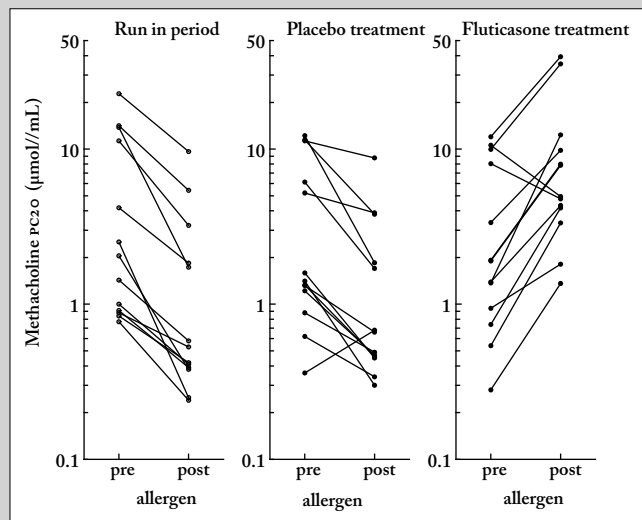 Run in period
Placebo treatment
Fluticasone treatment
50
50
50
10
10
10
1
1
1
0.1
0.1
0.1
Methacholine PC20 (µmol//mL)
pre post
pre post
pre post
allergen
allergen
allergen